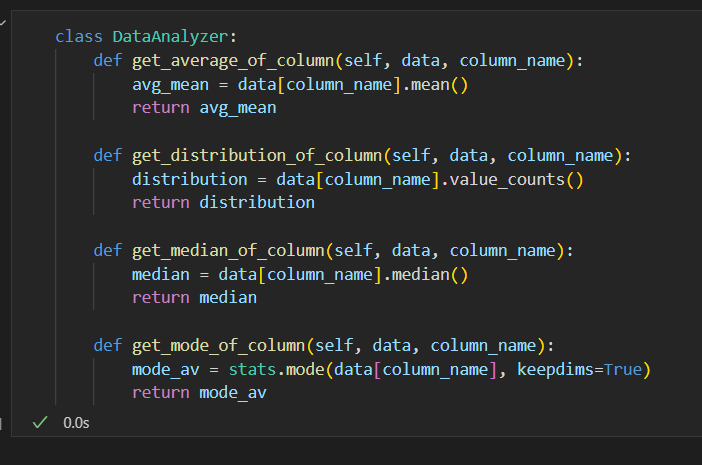 class DataAnalyzer:
    def get_average_of_column(self, data, column_name):
        avg_mean = data[column_name].mean()
        return avg_mean

    def get_distribution_of_column(self, data, column_name):
        distribution = data[column_name].value_counts()
        return distribution

    def get_median_of_column(self, data, column_name):
        median = data[column_name].median()
        return median

    def get_mode_of_column(self, data, column_name):
        mode_av = stats.mode(data[column_name], keepdims=True)
        return mode_av
✓ 0.0s